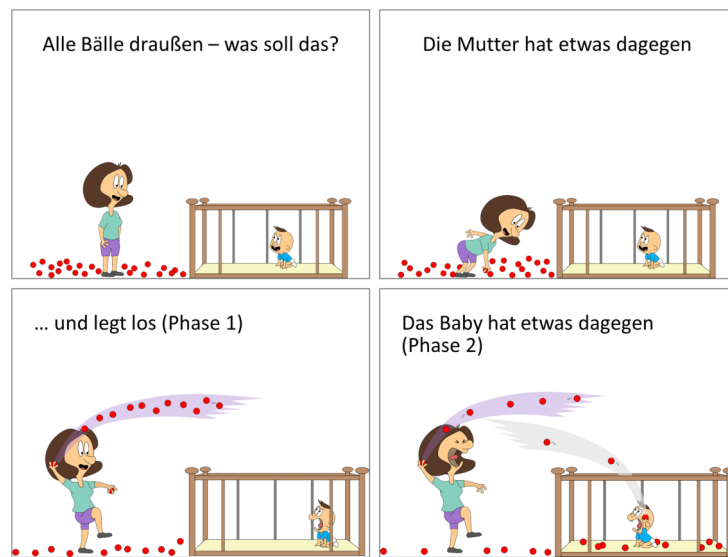 Alle Bälle draußen – was soll das?
Die Mutter hat etwas dagegen
... und legt los (Phase 1)
Das Baby hat etwas dagegen
(Phase 2)